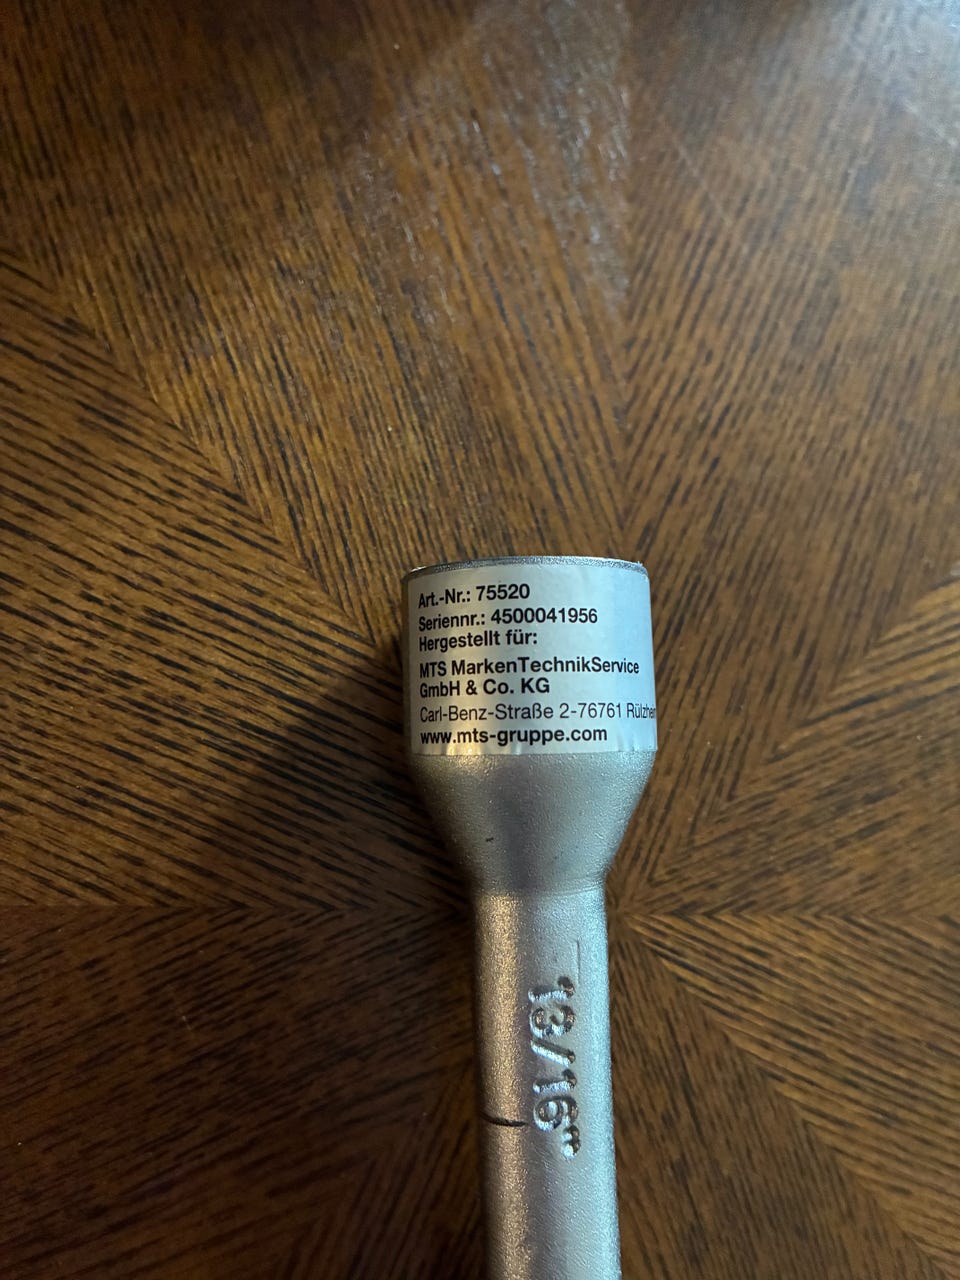 Art.-Nr.: 75520
Seriennr.: 4500041956
Hergestellt für:
MTS MarkenTechnikService
GmbH & Co. KG
Carl-Benz-Straße 2-76761
www.mts-gruppe.com
13/16"